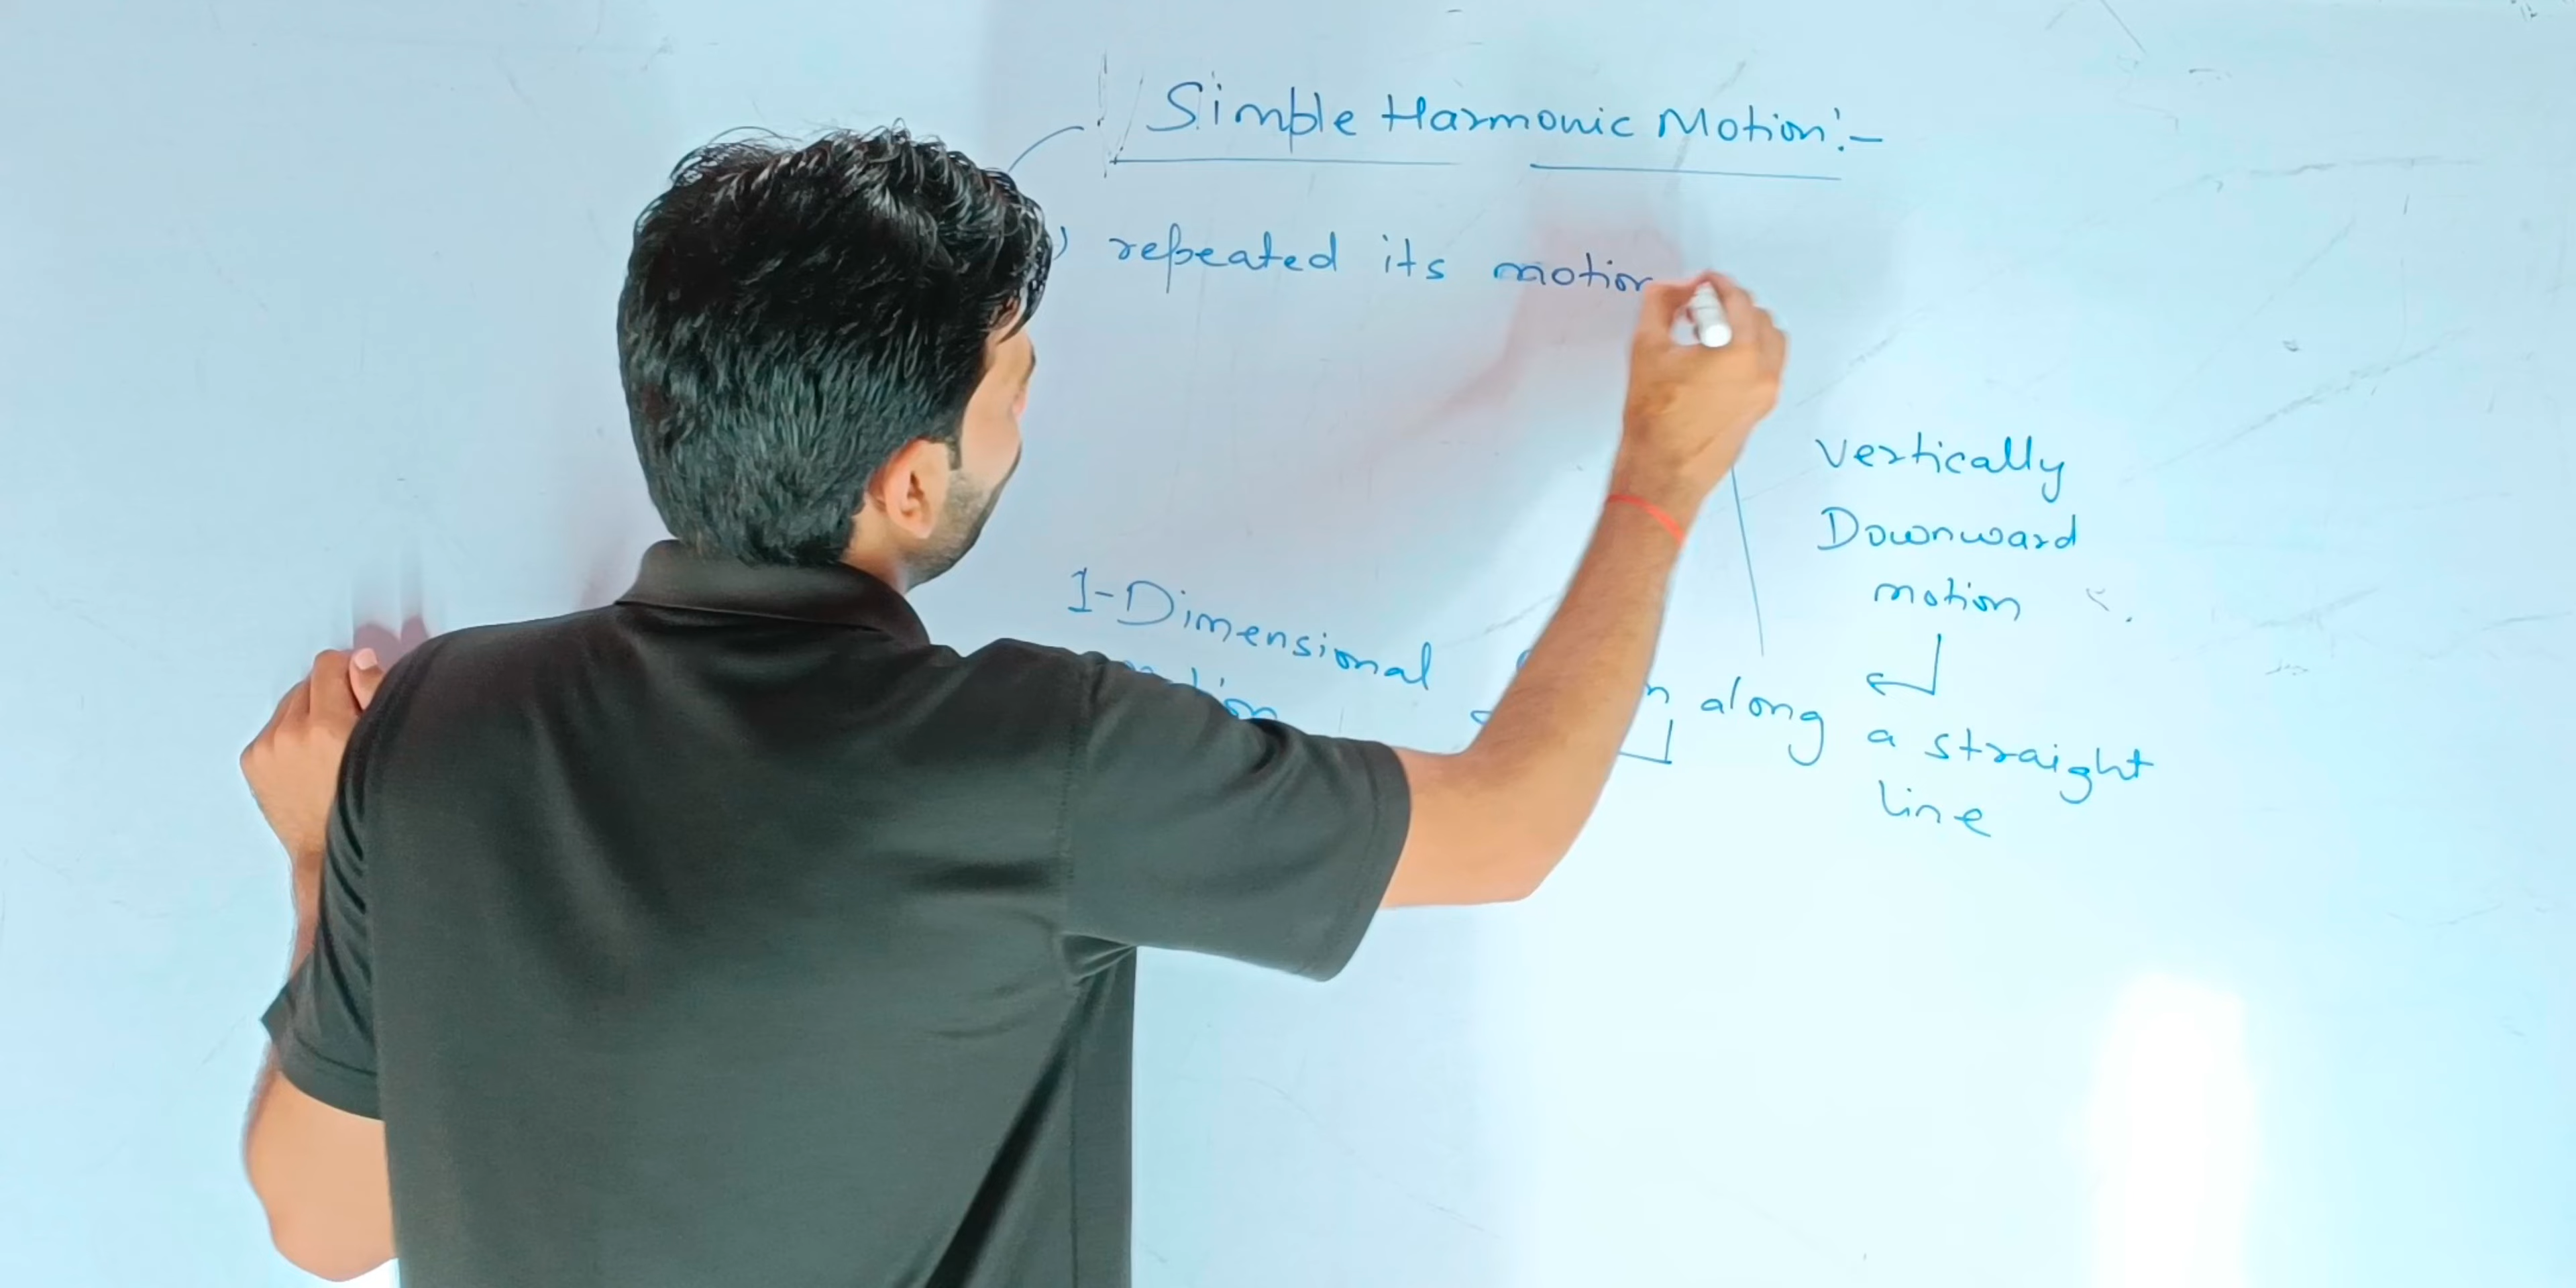 Simple Harmonic Motion:-
) repeated its motion
vertically
Downward
motion
1-Dimensional
along
a straight
line